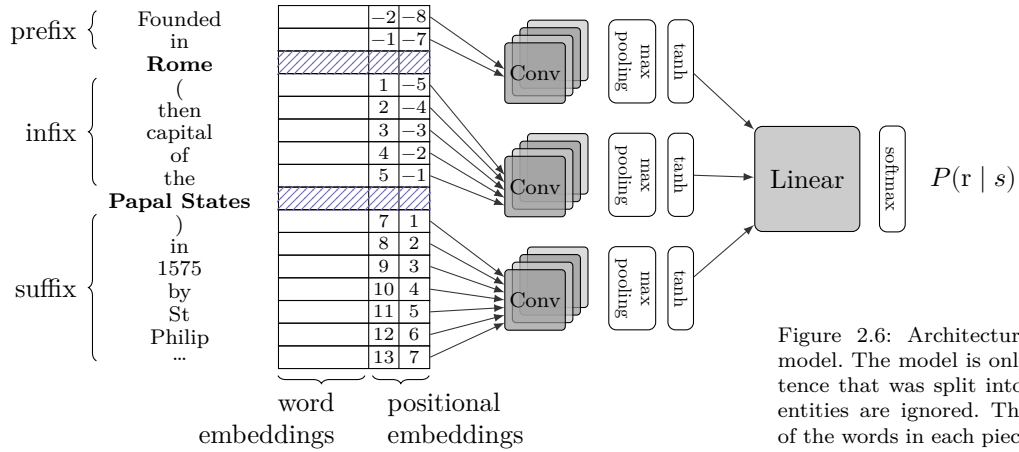 prefix
Founded −2 −8
in −1 −7
Rome
infix
( 1 −5
then 2 −4
capital 3 −3
of 4 −2
the 5 −1
Papal States
suffix
) 7 1
in 8 2
1575 9 3
by 10 4
St 11 5
Philip 12 6
... 13 7
word
embeddings
positional
embeddings
Conv
max
pooling
tanh
Conv
max
pooling
tanh
Conv
max
pooling
tanh
Linear
softmax
P(r | s)
Figure 2.6: Architectur
model. The model is onl
tence that was split into
entities are ignored. Th
of the words in each piec